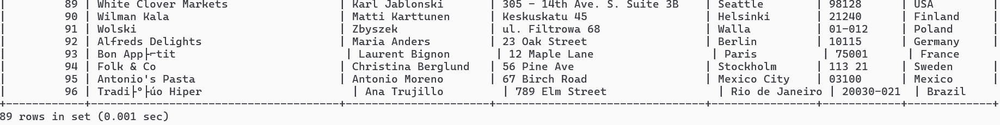 |         89 | White Clover Markets                 | Karl Jablonski       | 305 - 14th Ave. S. Suite 3B    | Seattle        | 98128      | USA         |
|         90 | Wilman Kala                          | Matti Karttunen      | Keskuskatu 45                  | Helsinki       | 21240      | Finland     |
|         91 | Wolski                               | Zbyszek              | ul. Filtrowa 68                | Walla          | 01-012     | Poland      |
|         92 | Alfreds Delights                     | Maria Anders         | 23 Oak Street                  | Berlin         | 10115      | Germany     |
|         93 | Bon App├⌐tit                          | Laurent Bignon       | 12 Maple Lane                  | Paris          | 75001      | France      |
|         94 | Folk & Co                            | Christina Berglund   | 56 Pine Ave                    | Stockholm      | 113 21     | Sweden      |
|         95 | Antonio's Pasta                      | Antonio Moreno       | 67 Birch Road                  | Mexico City    | 03100      | Mexico      |
|         96 | Tradi├º├úo Hiper                       | Ana Trujillo         | 789 Elm Street                 | Rio de Janeiro | 20030-021  | Brazil      |
+------------+--------------------------------------+----------------------+--------------------------------+----------------+------------+-------------+
89 rows in set (0.001 sec)